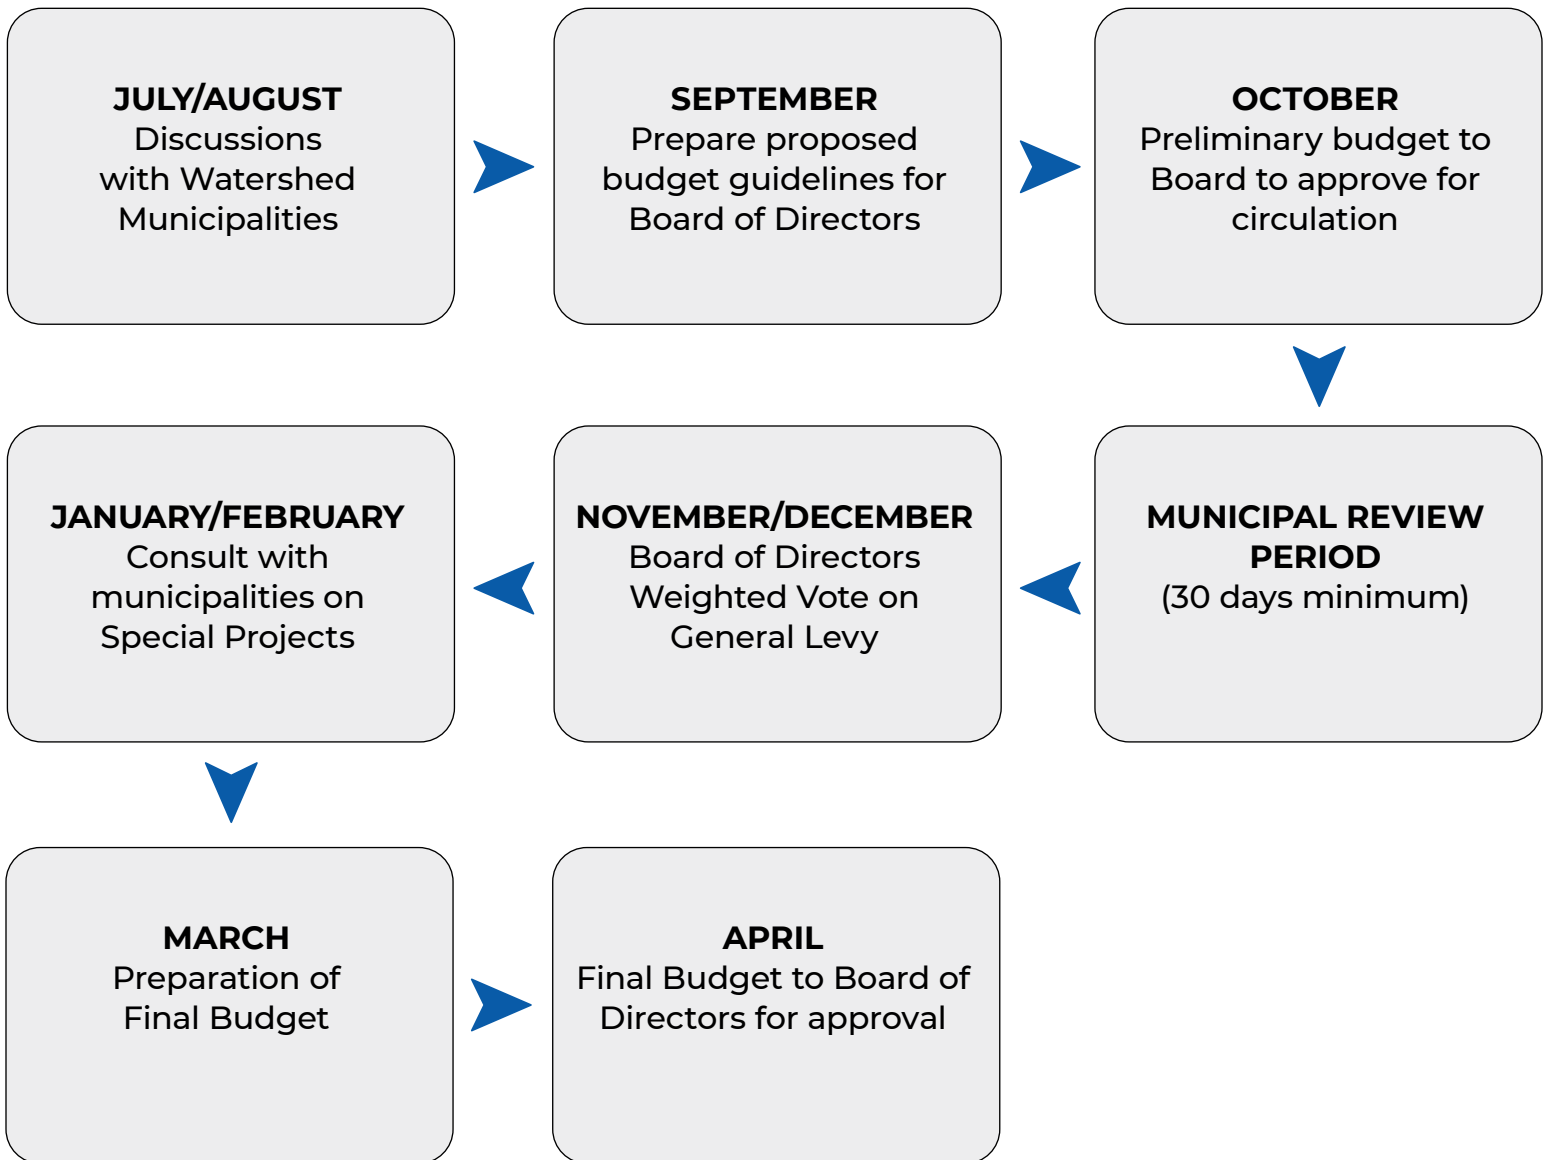 JULY/AUGUST
Discussions
with Watershed
Municipalities
SEPTEMBER
Prepare proposed
budget guidelines for
Board of Directors
OCTOBER
Preliminary budget to
Board to approve for
circulation
MUNICIPAL REVIEW
PERIOD
(30 days minimum)
NOVEMBER/DECEMBER
Board of Directors
Weighted Vote on
General Levy
JANUARY/FEBRUARY
Consult with
municipalities on
Special Projects
MARCH
Preparation of
Final Budget
APRIL
Final Budget to Board of
Directors for approval